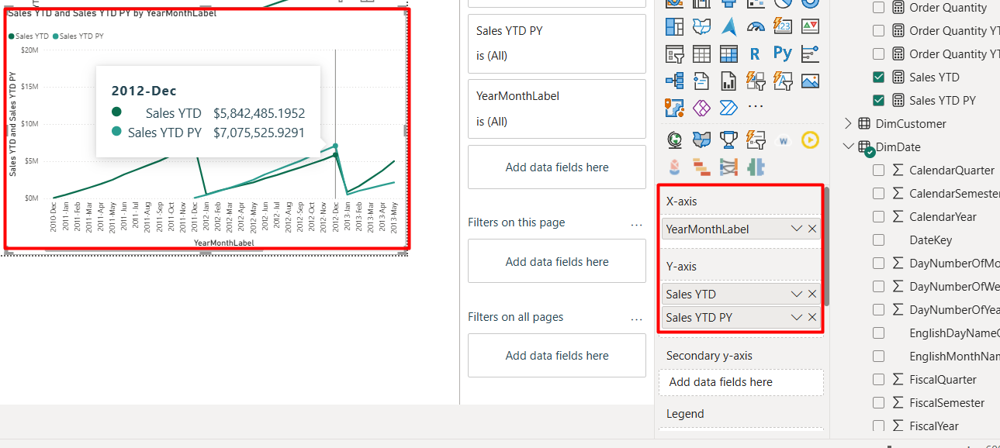 Sales YTD and Sales YTD PY by YearMonthLabel
Sales YTD Sales YTD PY
$20M
$15M
$10M
$5M
$0M
Sales YTD and Sales YTD PY
2012-Dec
Sales YTD $5,842,485.1952
Sales YTD PY $7,075,525.9291
2010-Dec
2011-Jan
2011-Feb
2011-Mar
2011-Apr
2011-May
2011-Jun
2011-Jul
2011-Aug
2011-Sep
2011-Oct
2011-Nov
2011-Dec
2012-Jan
2012-Feb
2012-Mar
2012-Apr
2012-May
2012-Jun
2012-Jul
2012-Aug
2012-Sep
2012-Oct
2012-Nov
2012-Dec
2013-Jan
2013-Feb
2013-Mar
2013-Apr
2013-May
YearMonthLabel
Sales YTD PY
is (All)
YearMonthLabel
is (All)
Add data fields here
Filters on this page ...
Add data fields here
Filters on all pages ...
Add data fields here
123
R
Py
...
W
X-axis
YearMonthLabel
Y-axis
Sales YTD
Sales YTD PY
Secondary y-axis
Add data fields here
Legend
Order Quantity
Order Quantity YT
Order Quantity YT
Sales YTD
Sales YTD PY
DimCustomer
DimDate
CalendarQuarter
CalendarSemeste
CalendarYear
DateKey
DayNumberOfMo
DayNumberOfWe
DayNumberOfYea
EnglishDayName
EnglishMonthNan
FiscalQuarter
FiscalSemester
FiscalYear